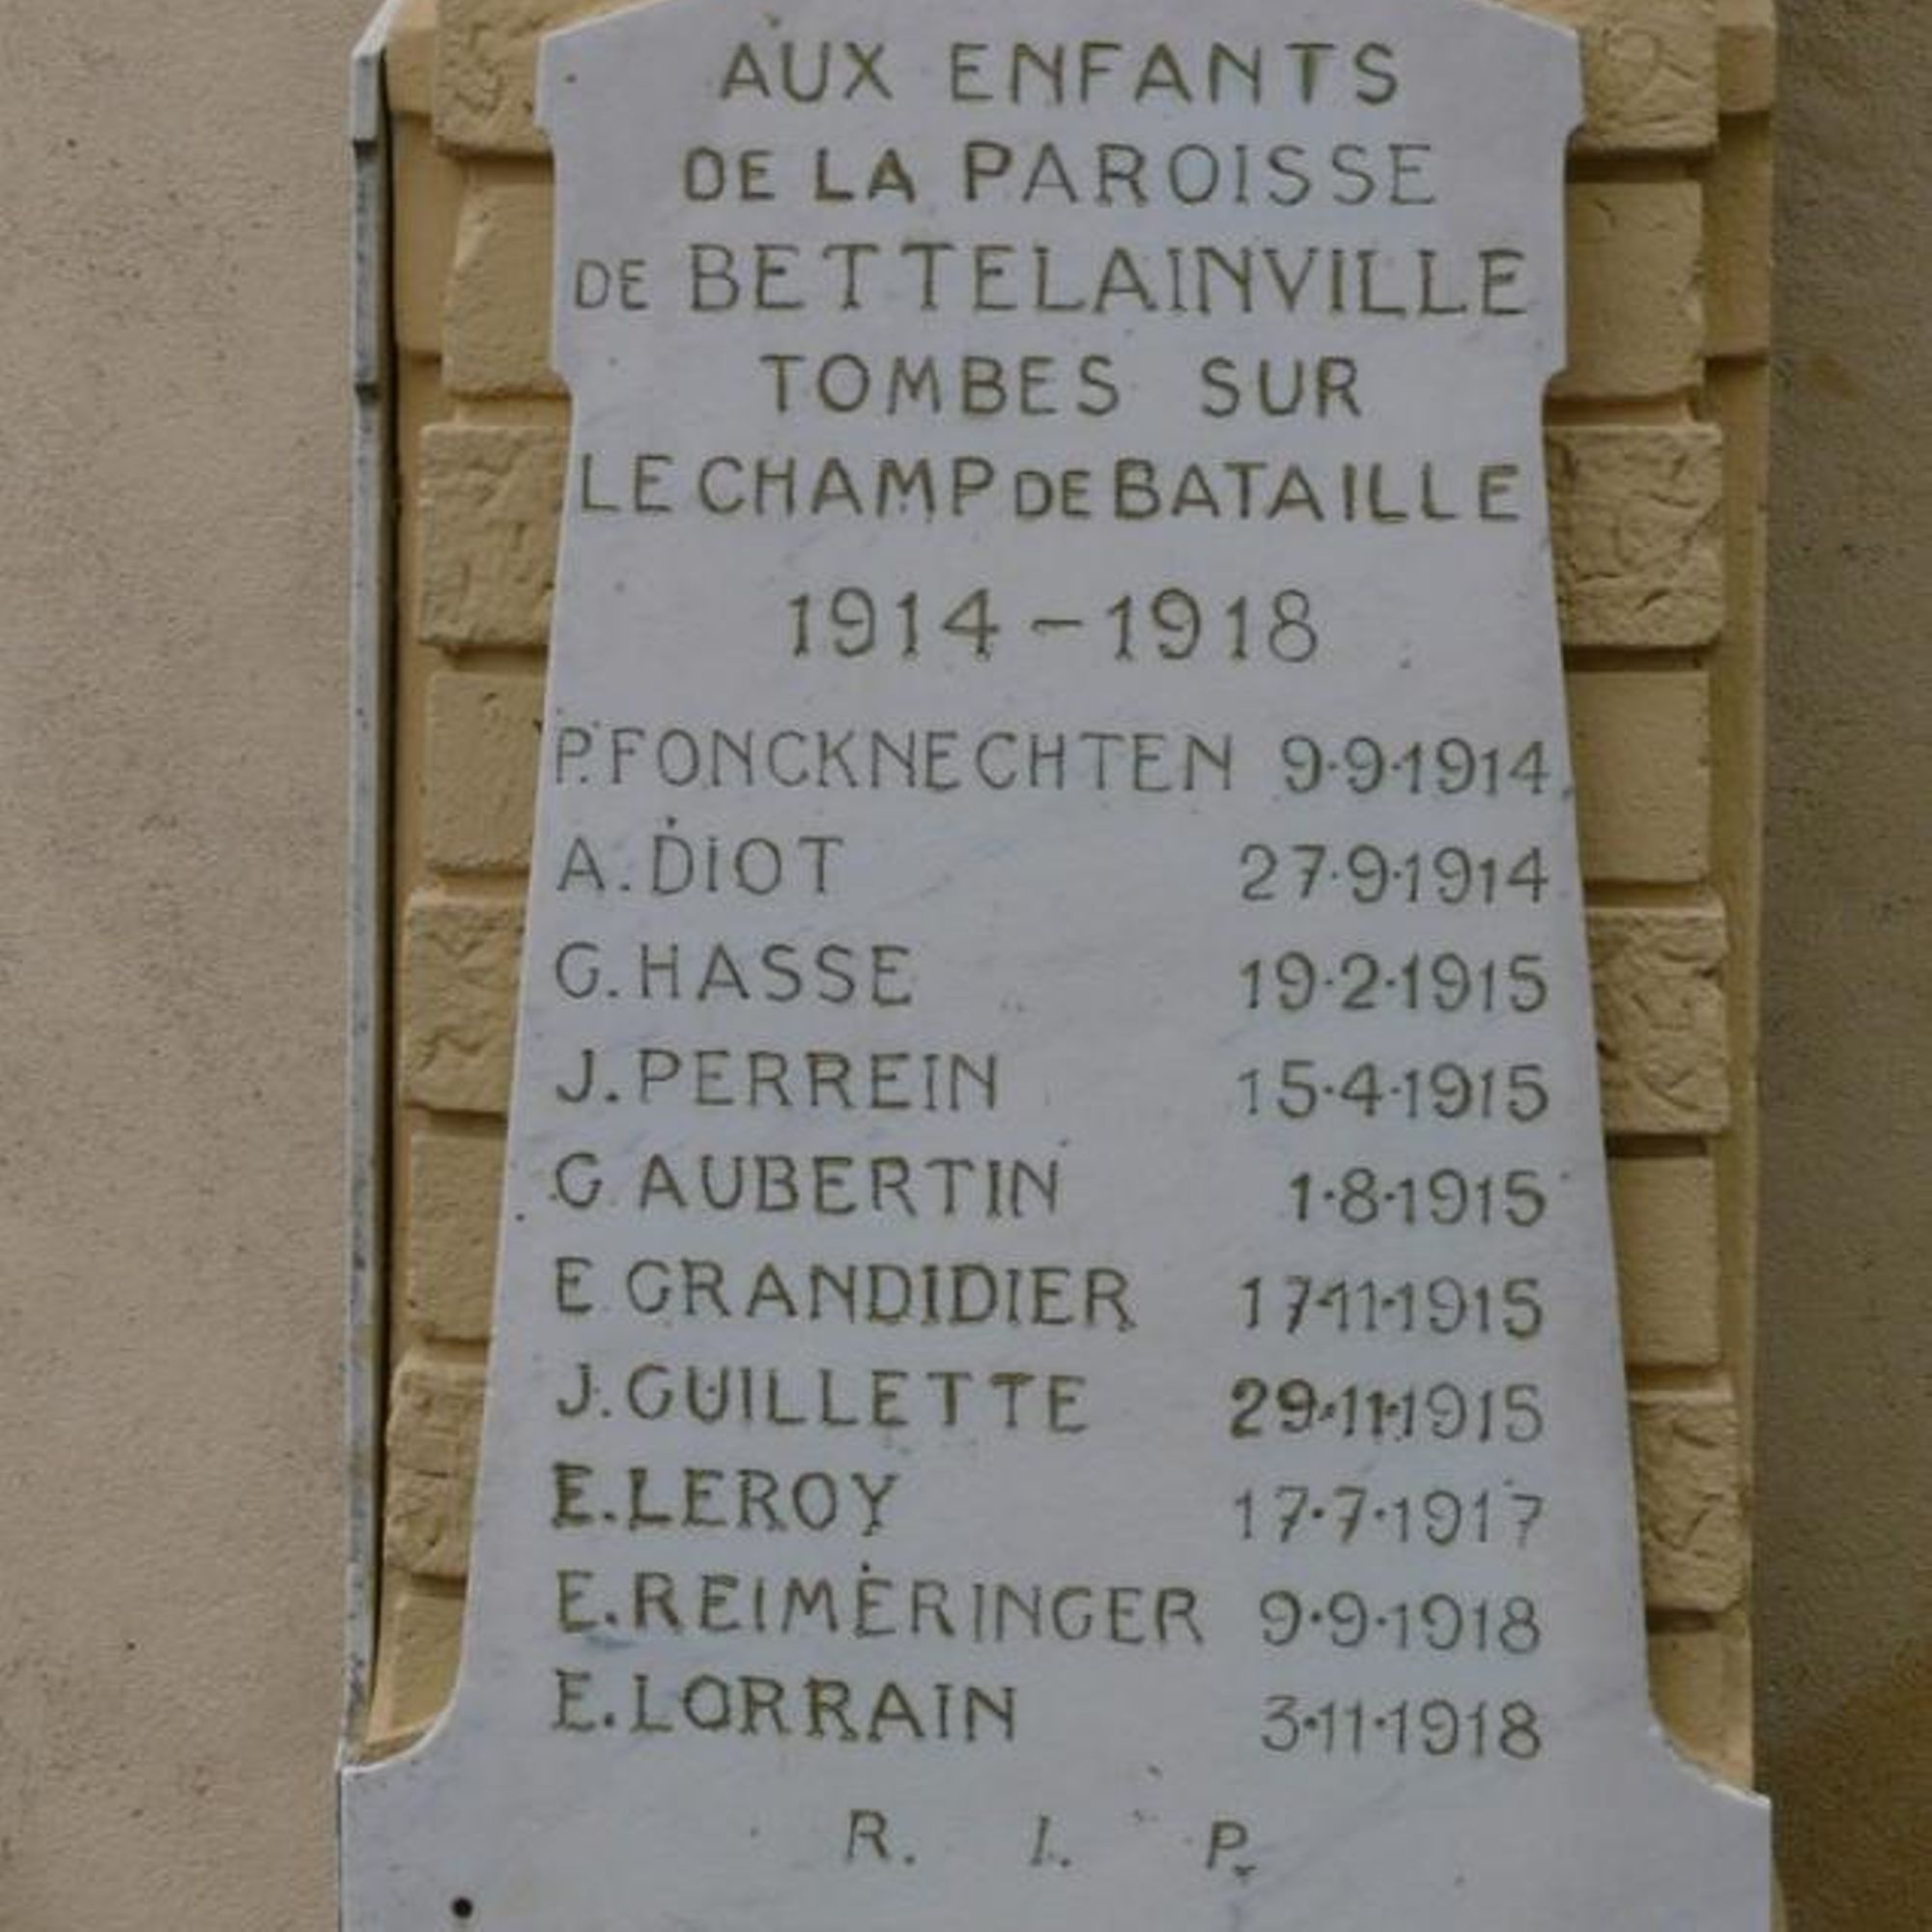 AUX ENFANTS
DE LA PAROISSE
DE BETTELAINVILLE
TOMBES SUR
LE CHAMP DE BATAILLE
1914-1918
P. FONCKNECHTEN 9·9·1914
A. DIOT 27·9·1914
G. HASSE 19·2·1915
J. PERREIN 15·4·1915
G AUBERTIN 1·8·1915
E GRANDIDIER 17·11·1915
J. GUILLETTE 29·11·1915
E. LEROY 17·7·1917
E. REIMERINGER 9·9·1918
E. LORRAIN 3·11·1918
R. I. P.